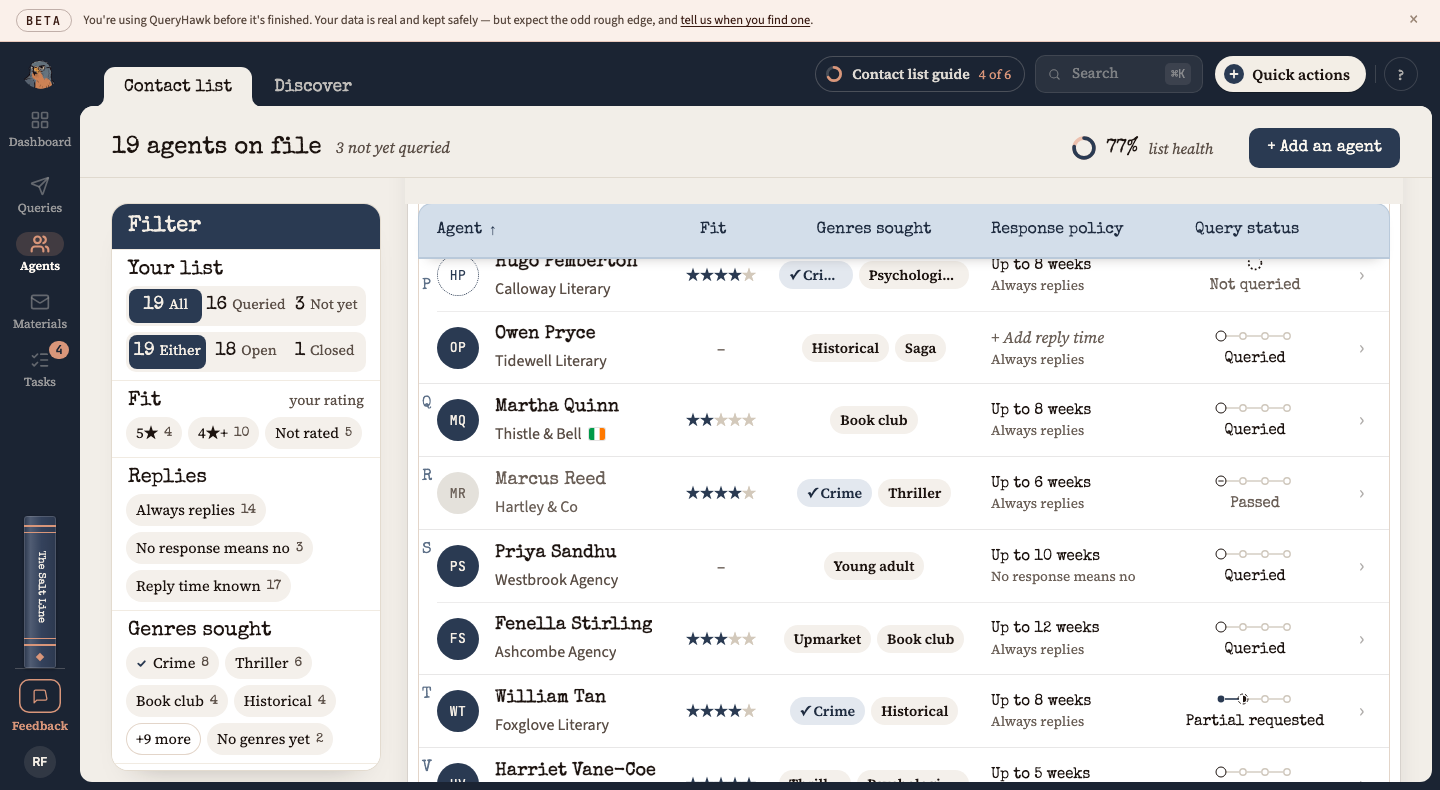 BETA You're using QueryHawk before it's finished. Your data is real and kept safely — but expect the odd rough edge, and tell us when you find one. ×
Contact list Discover Contact list guide 4 of 6 Search ⌘K + Quick actions ?
Dashboard
Queries
Agents
Materials
4
Tasks
The Salt Line
Feedback
RF
19 agents on file 3 not yet queried 77% list health + Add an agent
Filter
Your list
19 All 16 Queried 3 Not yet
19 Either 18 Open 1 Closed
Fit your rating
5★ 4 4★+ 10 Not rated 5
Replies
Always replies 14
No response means no 3
Reply time known 17
Genres sought
✓ Crime 8 Thriller 6
Book club 4 Historical 4
+9 more No genres yet 2
Agent ↑ Fit Genres sought Response policy Query status
P HP Hugo Pemberton ★★★★★ ✓ Cri... Psychologi... Up to 8 weeks
Calloway Literary Always replies Not queried ›
OP Owen Pryce – Historical Saga + Add reply time
Tidewell Literary Always replies Queried ›
Q MQ Martha Quinn ★★★★★ Book club Up to 8 weeks
Thistle & Bell Always replies Queried ›
R MR Marcus Reed ★★★★★ ✓ Crime Thriller Up to 6 weeks
Hartley & Co Always replies Passed ›
S PS Priya Sandhu – Young adult Up to 10 weeks
Westbrook Agency No response means no Queried ›
FS Fenella Stirling ★★★★★ Upmarket Book club Up to 12 weeks
Ashcombe Agency Always replies Queried ›
T WT William Tan ★★★★★ ✓ Crime Historical Up to 8 weeks
Foxglove Literary Always replies Partial requested ›
V Harriet Vane-Coe Up to 5 weeks